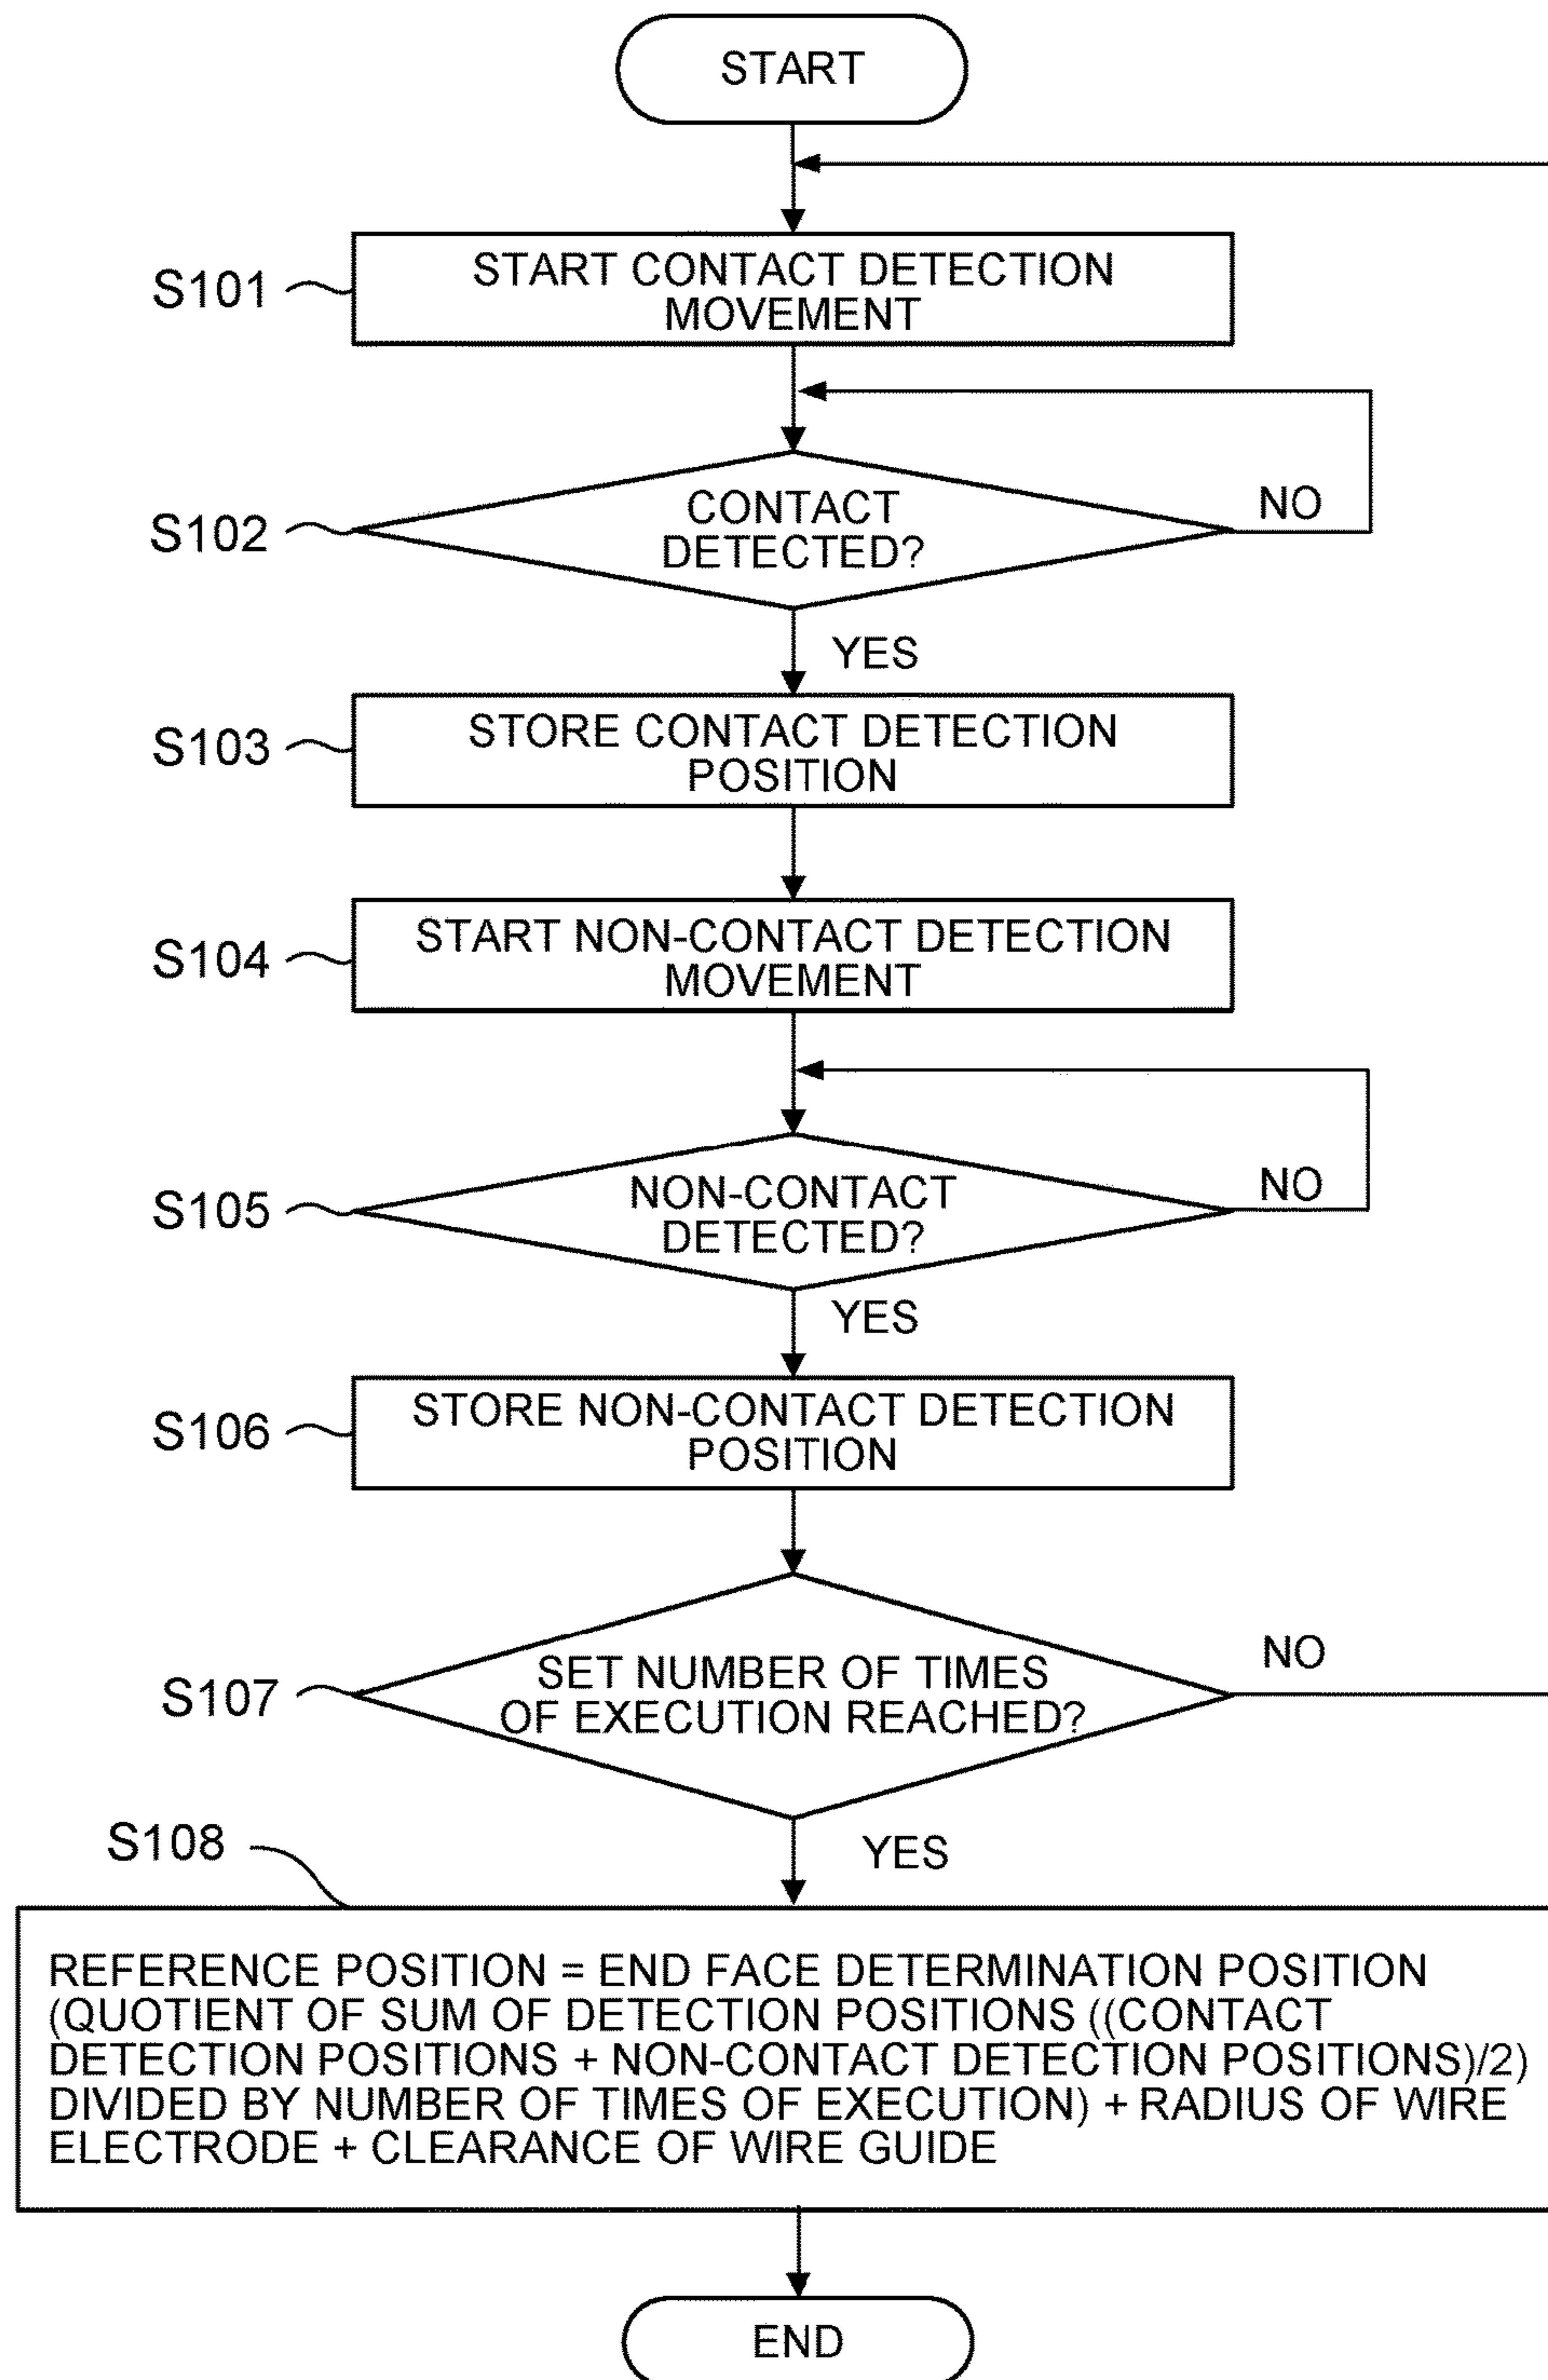 START
S101
START CONTACT DETECTION
MOVEMENT
S102
CONTACT
DETECTED?
NO
YES
S103
STORE CONTACT DETECTION
POSITION
S104
START NON-CONTACT DETECTION
MOVEMENT
S105
NON-CONTACT
DETECTED?
NO
YES
S106
STORE NON-CONTACT DETECTION
POSITION
S107
SET NUMBER OF TIMES
OF EXECUTION REACHED?
NO
YES
S108
REFERENCE POSITION = END FACE DETERMINATION POSITION
(QUOTIENT OF SUM OF DETECTION POSITIONS ((CONTACT
DETECTION POSITIONS + NON-CONTACT DETECTION POSITIONS)/2)
DIVIDED BY NUMBER OF TIMES OF EXECUTION) + RADIUS OF WIRE
ELECTRODE + CLEARANCE OF WIRE GUIDE
END